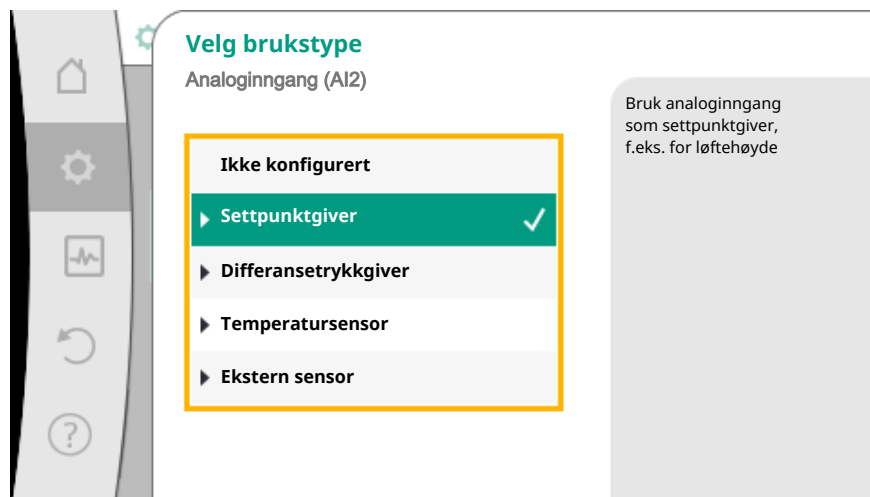 Velg brukstype
Analoginngang (AI2)
Ikke konfigurert
Settpunktgiver
Differansetrykkgiver
Temperatursensor
Ekstern sensor
Bruk analoginngang
som settpunktgiver,
f.eks. for løftehøyde
?